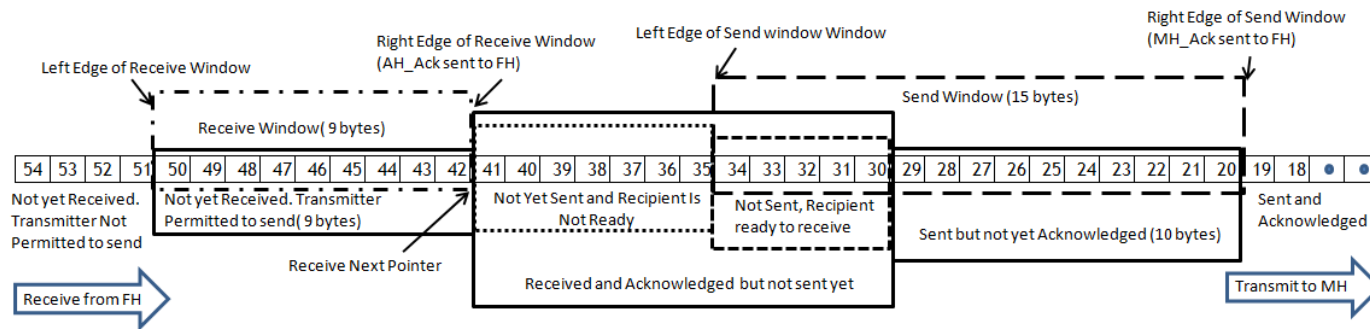 Right Edge of Send Window
(MH_Ack sent to FH)
Left Edge of Send window Window
Right Edge of Receive Window
(AH_Ack sent to FH)
Left Edge of Receive Window
Send Window (15 bytes)
Receive Window( 9 bytes)
54 53 52 51 50 49 48 47 46 45 44 43 42 41 40 39 38 37 36 35 34 33 32 31 30 29 28 27 26 25 24 23 22 21 20 19 18
Not yet Received.
Transmitter Not
Permitted to send
Not yet Received. Transmitter
Permitted to send( 9 bytes)
Not Yet Sent and Recipient Is
Not Ready
Not Sent, Recipient
ready to receive
Sent but not yet Acknowledged (10 bytes)
Sent and
Acknowledged
Receive Next Pointer
Received and Acknowledged but not sent yet
Receive from FH
Transmit to MH